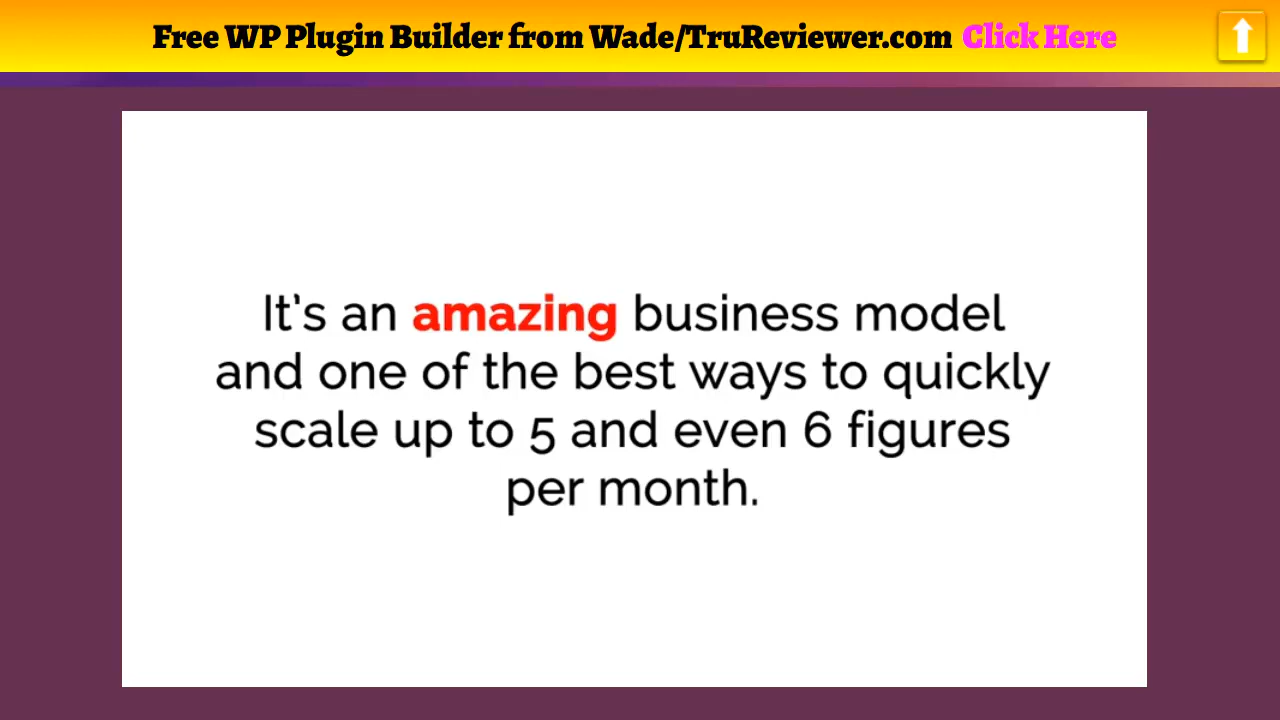 Free WP Plugin Builder from Wade/TruReviewer.com Click Here
It's an amazing business model
and one of the best ways to quickly
scale up to 5 and even 6 figures
per month.